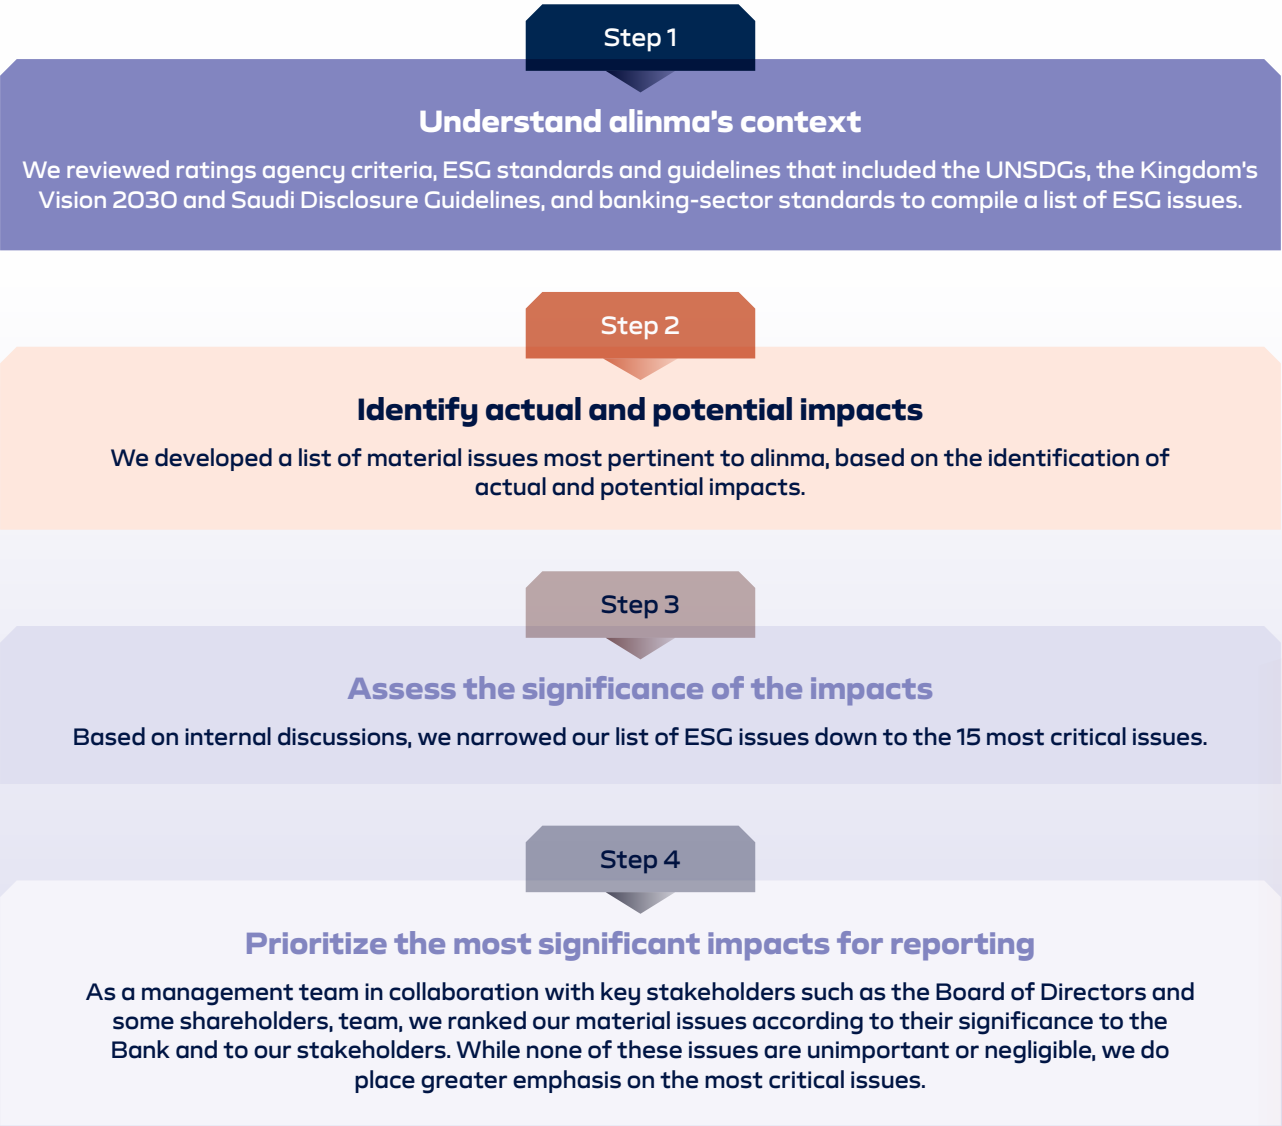 Step 1
Understand alinma's context
We reviewed ratings agency criteria, ESG standards and guidelines that included the UNSDGs, the Kingdom's
Vision 2030 and Saudi Disclosure Guidelines, and banking-sector standards to compile a list of ESG issues.
Step 2
Identify actual and potential impacts
We developed a list of material issues most pertinent to alinma, based on the identification of
actual and potential impacts.
Step 3
Assess the significance of the impacts
Based on internal discussions, we narrowed our list of ESG issues down to the 15 most critical issues.
Step 4
Prioritize the most significant impacts for reporting
As a management team in collaboration with key stakeholders such as the Board of Directors and
some shareholders, team, we ranked our material issues according to their significance to the
Bank and to our stakeholders. While none of these issues are unimportant or negligible, we do
place greater emphasis on the most critical issues.